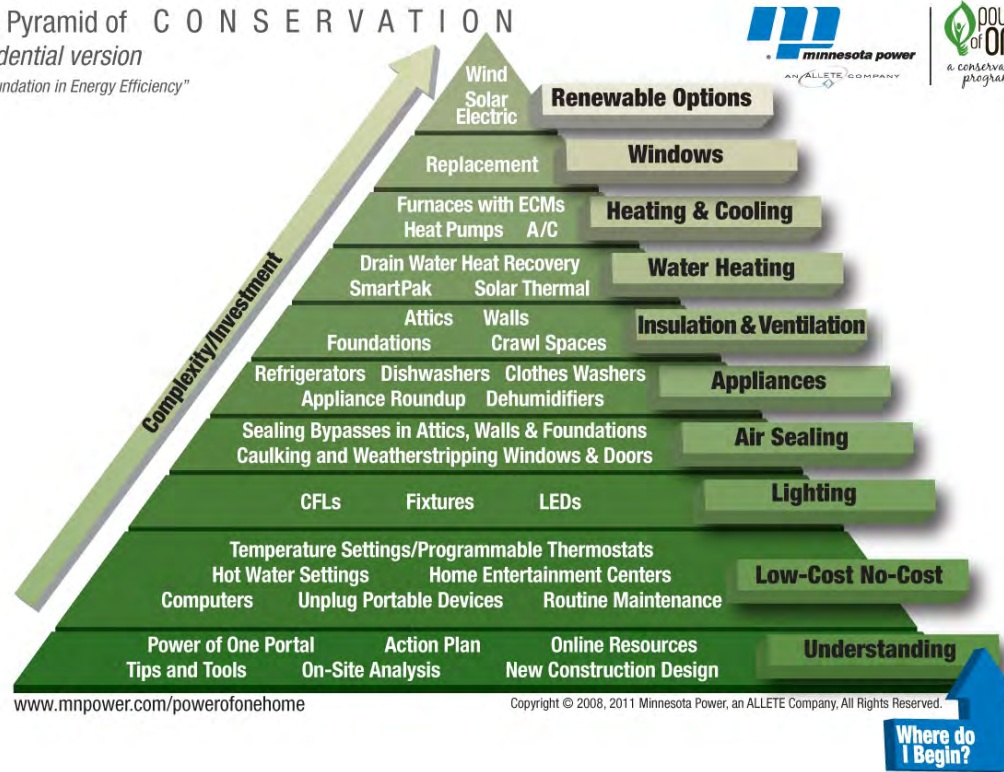 Pyramid of CONSERVATION
dential version
ndation in Energy Efficiency"
minnesota power
AN ALLETE COMPANY
of
a conserva
program
Wind
Solar
Electric
Renewable Options
Replacement
Windows
Furnaces with ECMs
Heat Pumps A/C
Heating & Cooling
Drain Water Heat Recovery
SmartPak Solar Thermal
Water Heating
Attics Walls
Foundations Crawl Spaces
Insulation & Ventilation
Refrigerators Dishwashers Clothes Washers
Appliance Roundup Dehumidifiers
Appliances
Sealing Bypasses in Attics, Walls & Foundations
Caulking and Weatherstripping Windows & Doors
Air Sealing
CFLs Fixtures LEDs
Lighting
Temperature Settings/Programmable Thermostats
Hot Water Settings Home Entertainment Centers
Computers Unplug Portable Devices Routine Maintenance
Low-Cost No-Cost
Power of One Portal Action Plan Online Resources
Tips and Tools On-Site Analysis New Construction Design
Understanding
Complexity/Investment
www.mnpower.com/powerofonehome
Copyright © 2008, 2011 Minnesota Power, an ALLETE Company, All Rights Reserved.
Where do
I Begin?